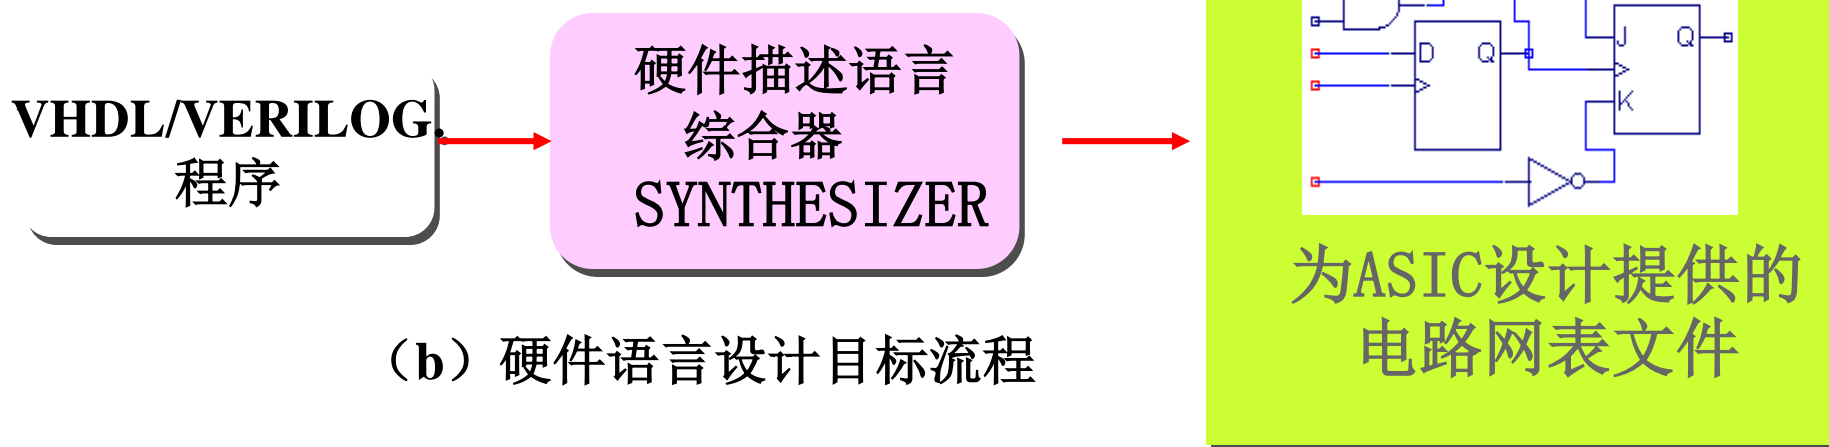 VHDL/VERILOG.
程序
硬件描述语言
综合器
SYNTHESIZER
D
Q
J
Q
K
为ASIC设计提供的
电路网表文件
（b）硬件语言设计目标流程